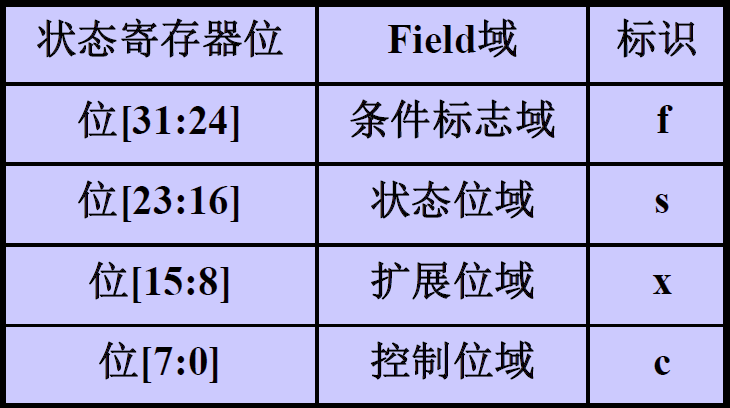 状态寄存器位 Field域 标识
位[31:24] 条件标志域 f
位[23:16] 状态位域 s
位[15:8] 扩展位域 x
位[7:0] 控制位域 c